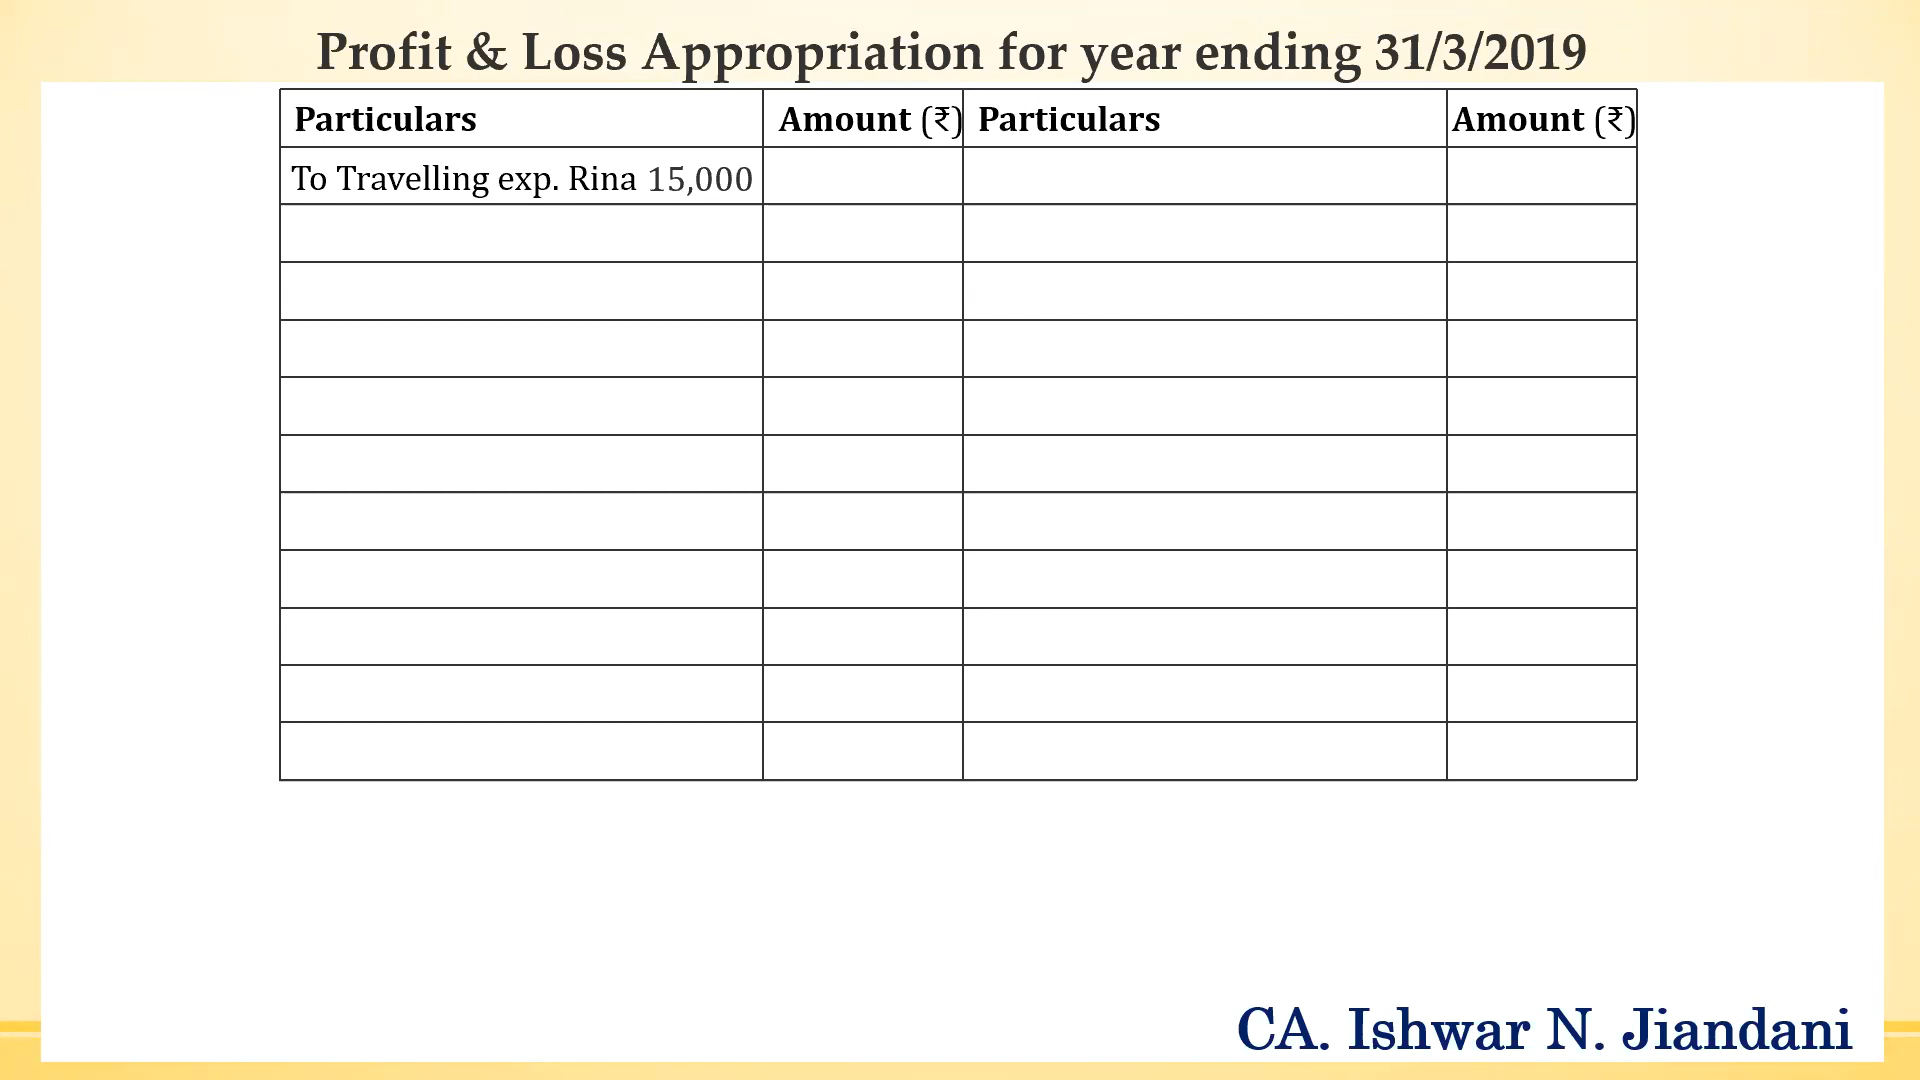 Profit & Loss Appropriation for year ending 31/3/2019
Particulars Amount (₹) Particulars Amount (₹)
To Travelling exp. Rina 15,000
CA. Ishwar N. Jiandani